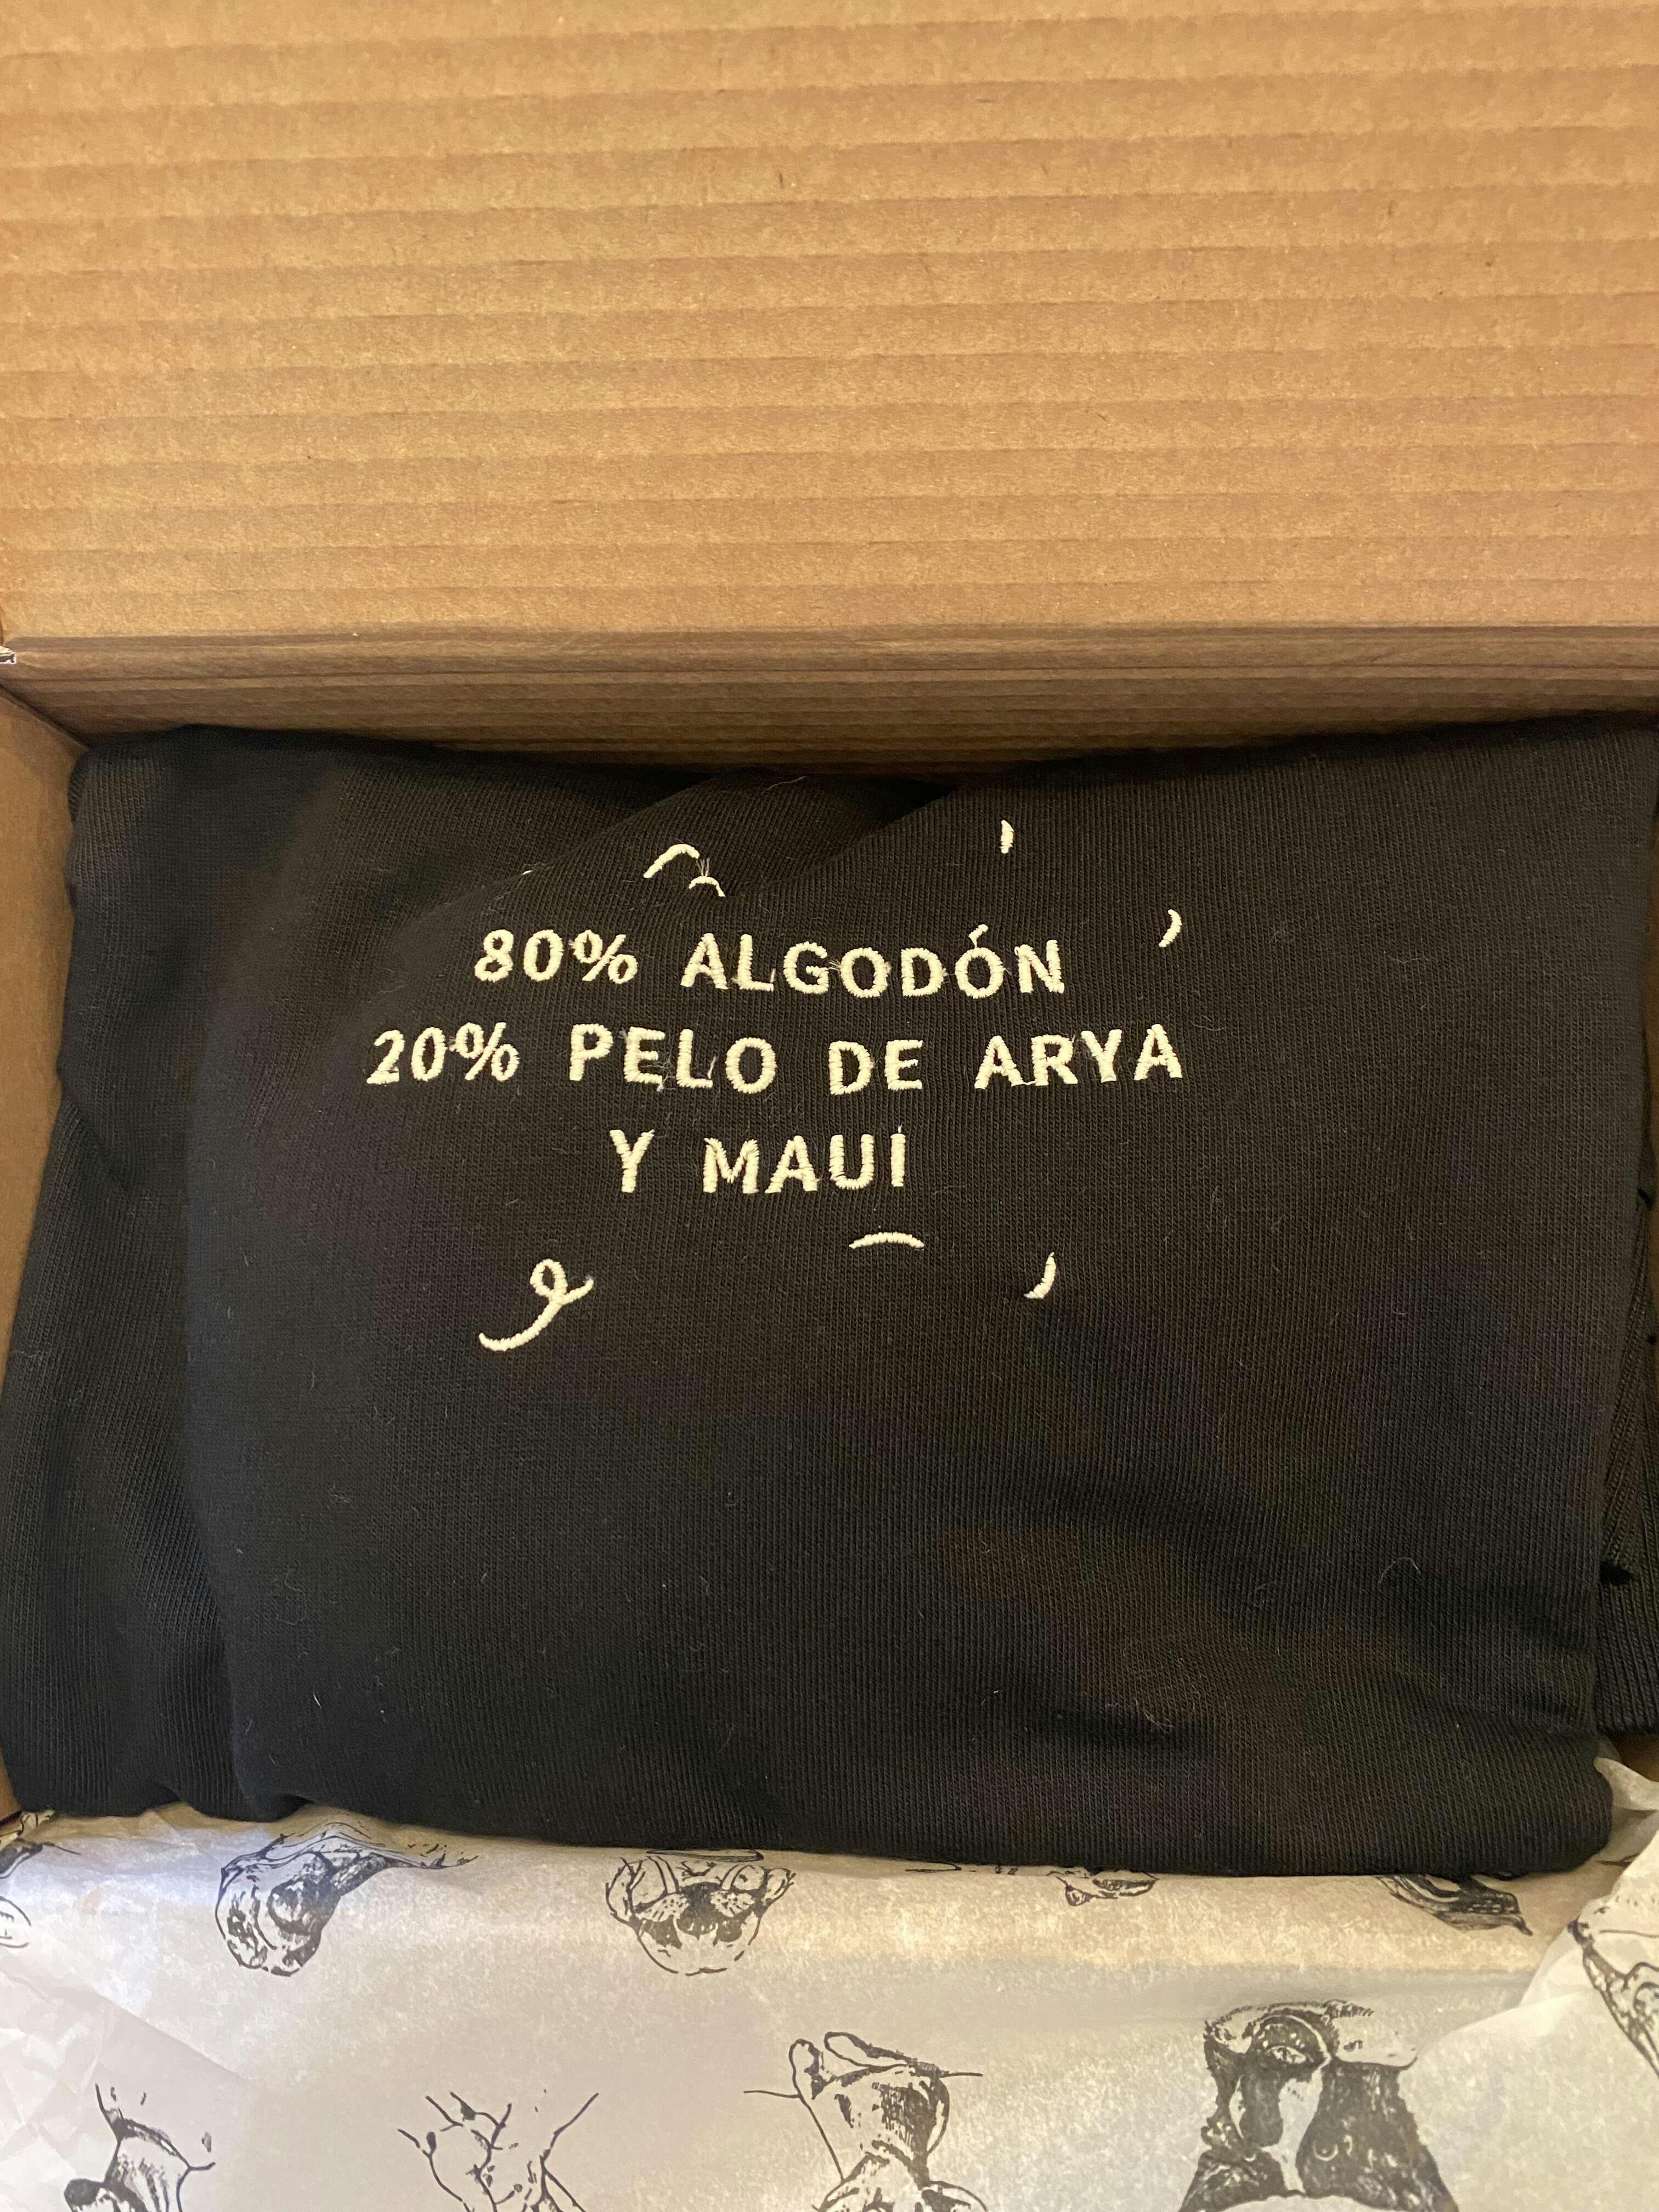 80% ALGODÓN
20% PELO DE ARYA
Y MAUI